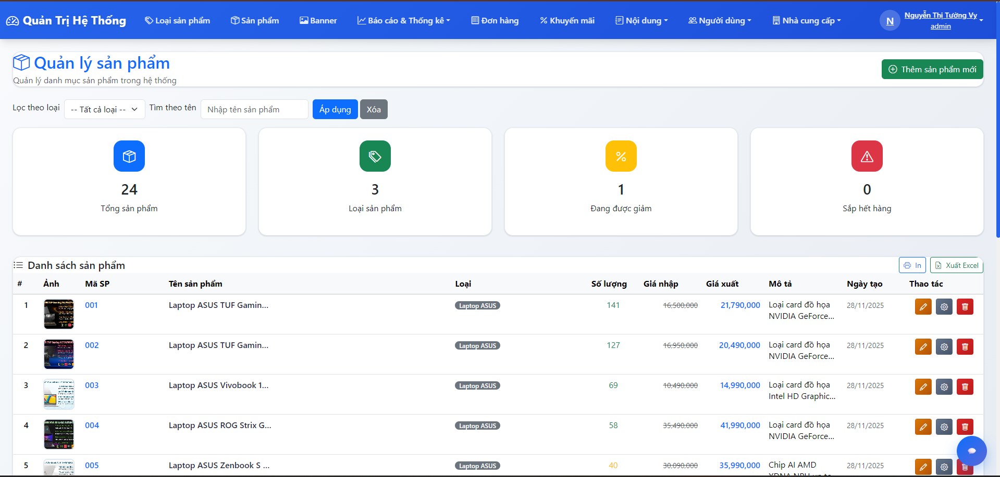 Quản Trị Hệ Thống Loại sản phẩm Sản phẩm Banner Báo cáo & Thống kê Đơn hàng Khuyến mãi Nội dung Người dùng Nhà cung cấp N Nguyễn Thị Tường Vy
admin
Quản lý sản phẩm
Quản lý danh mục sản phẩm trong hệ thống
Thêm sản phẩm mới
Lọc theo loại -- Tất cả loại -- Tìm theo tên Nhập tên sản phẩm Áp dụng Xóa
24 3 1 0
Tổng sản phẩm Loại sản phẩm Đang được giảm Sắp hết hàng
Danh sách sản phẩm In Xuất Excel
# Ảnh Mã SP Tên sản phẩm Loại Số lượng Giá nhập Giá xuất Mô tả Ngày tạo Thao tác
1 001 Laptop ASUS TUF Gamin... Laptop ASUS 141 16,500,000 21,790,000 Loại card đồ họa 28/11/2025
NVIDIA GeForce...
2 002 Laptop ASUS TUF Gamin... Laptop ASUS 127 16,950,000 20,490,000 Loại card đồ họa 28/11/2025
NVIDIA GeForce...
3 003 Laptop ASUS Vivobook 1... Laptop ASUS 69 10,490,000 14,990,000 Loại card đồ họa 28/11/2025
Intel HD Graphic...
4 004 Laptop ASUS ROG Strix G... Laptop ASUS 58 35,490,000 41,990,000 Loại card đồ họa 28/11/2025
NVIDIA GeForce...
5 005 Laptop ASUS Zenbook S ... Laptop ASUS 40 30,090,000 35,990,000 Chip AI AMD 28/11/2025